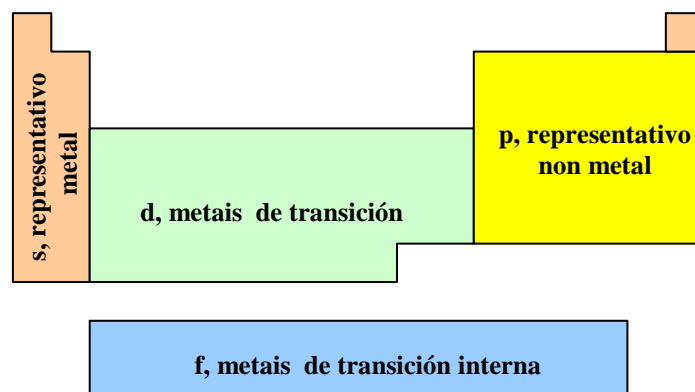 s, representativo
metal
d, metais de transición
p, representativo
non metal
f, metais de transición interna